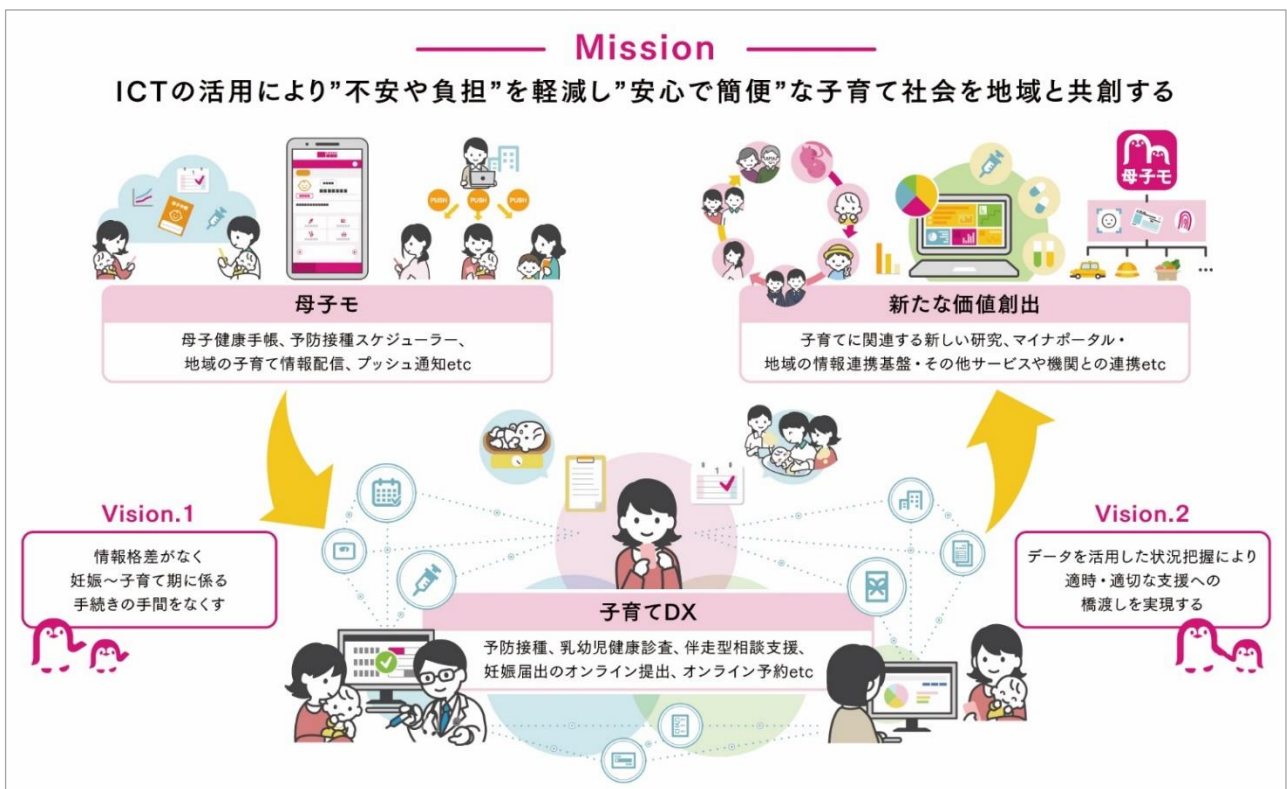 Mission
ICTの活用により”不安や負担”を軽減し”安心で簡便”な子育て社会を地域と共創する
母子手帳
PUSH
PUSH
PUSH
母子モ
母子健康手帳、予防接種スケジューラー、
地域の子育て情報配信、プッシュ通知etc
母子モ
…
新たな価値創出
子育てに関連する新しい研究、マイナポータル・
地域の情報連携基盤・その他サービスや機関との連携etc
1
Vision.1
情報格差がなく
妊娠～子育て期に係る
手続きの手間をなくす
Vision.2
データを活用した状況把握により
適時・適切な支援への
橋渡しを実現する
子育てDX
予防接種、乳幼児健康診査、伴走型相談支援、
妊娠届出のオンライン提出、オンライン予約etc